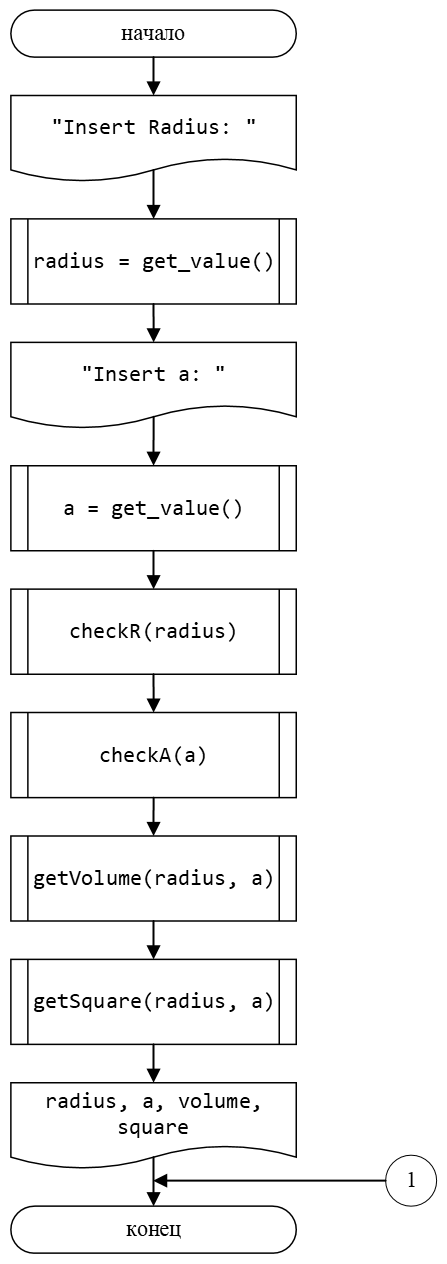 начало
"Insert Radius: "
radius = get_value()
"Insert a: "
a = get_value()
checkR(radius)
checkA(a)
getVolume(radius, a)
getSquare(radius, a)
radius, a, volume,
square
1
конец